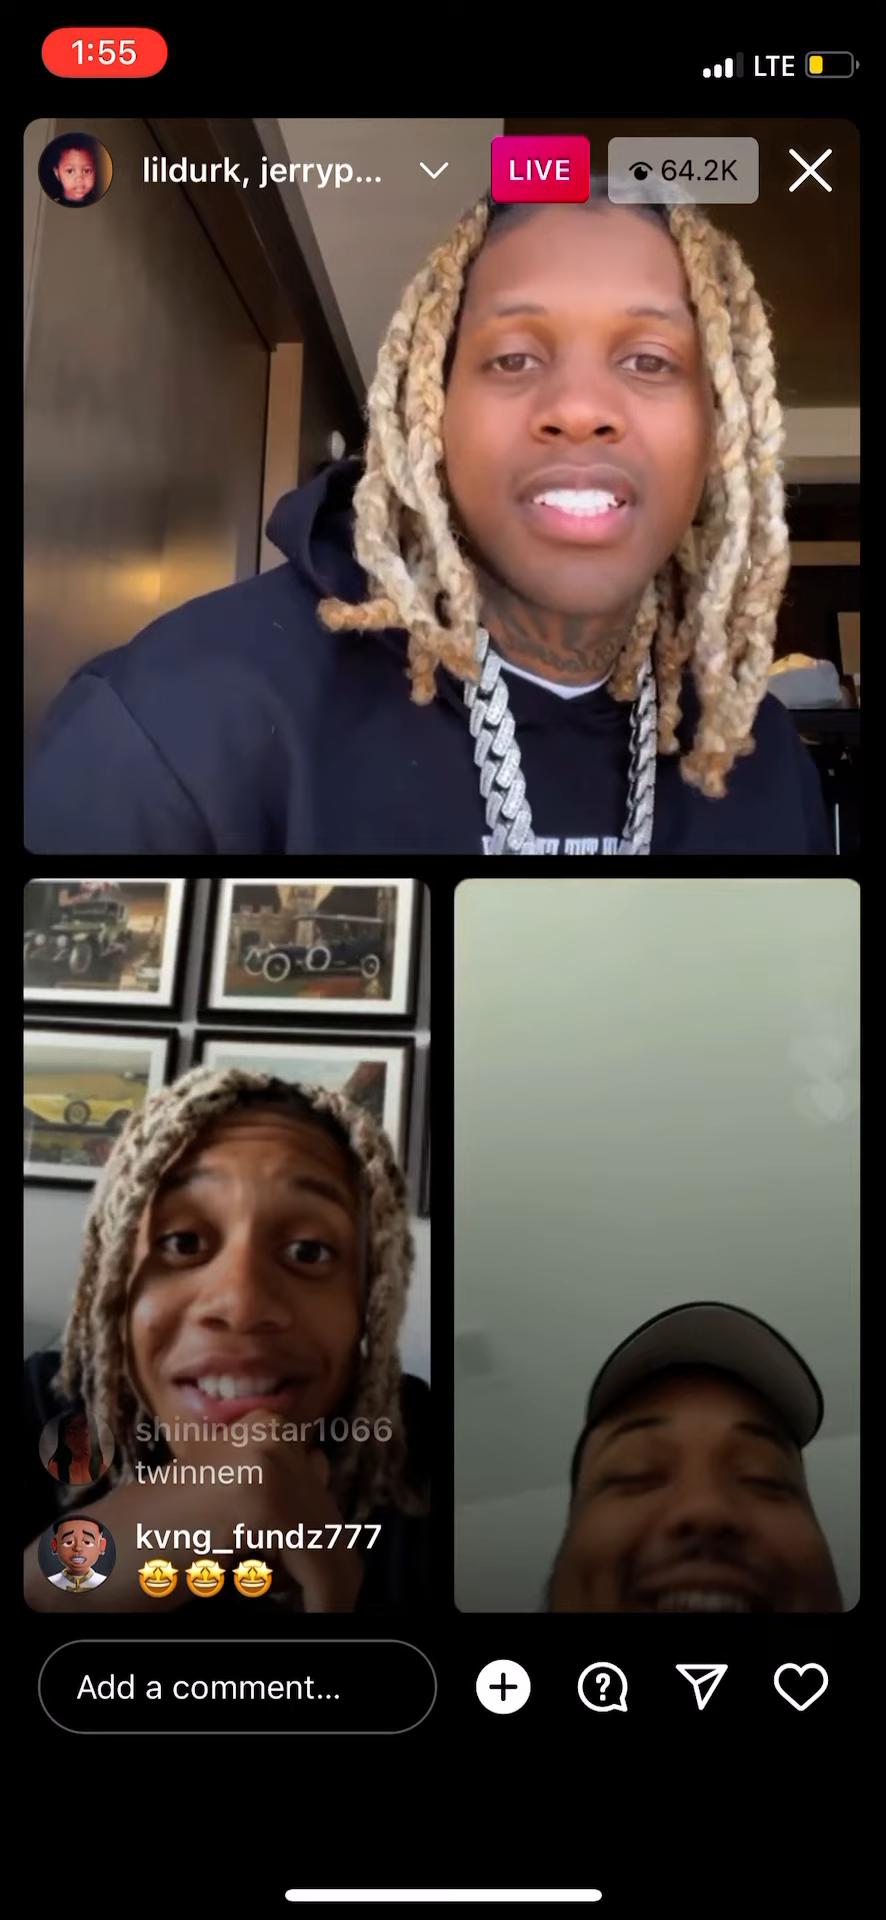 1:55
LTE
lildurk, jerryp...
LIVE
64.2K
shiningstar1066
twinnem
kvng_fundz777
🤩🤩🤩
Add a comment...